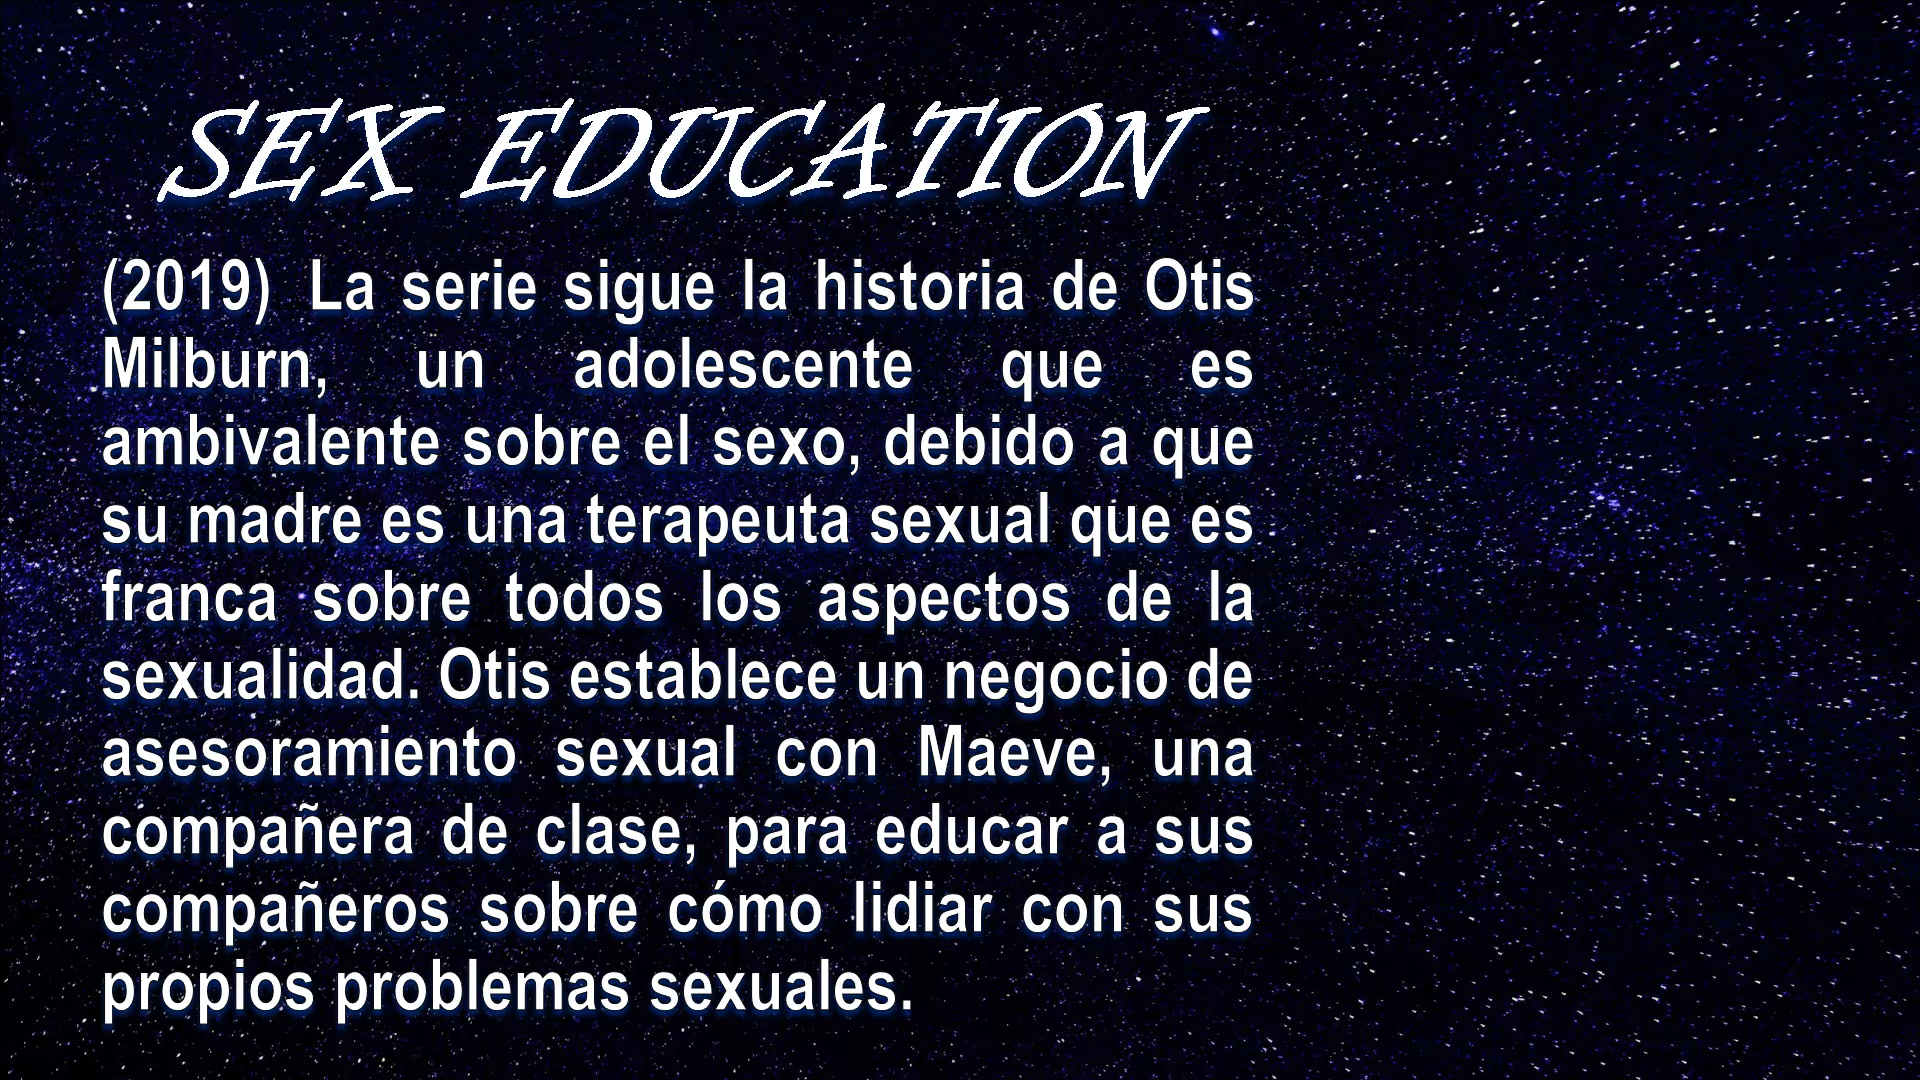 SEX EDUCATION
(2019) La serie sigue la historia de Otis
Milburn, un adolescente que es
ambivalente sobre el sexo, debido a que
su madre es una terapeuta sexual que es
franca sobre todos los aspectos de la
sexualidad. Otis establece un negocio de
asesoramiento sexual con Maeve, una
compañera de clase, para educar a sus
compañeros sobre cómo lidiar con sus
propios problemas sexuales.